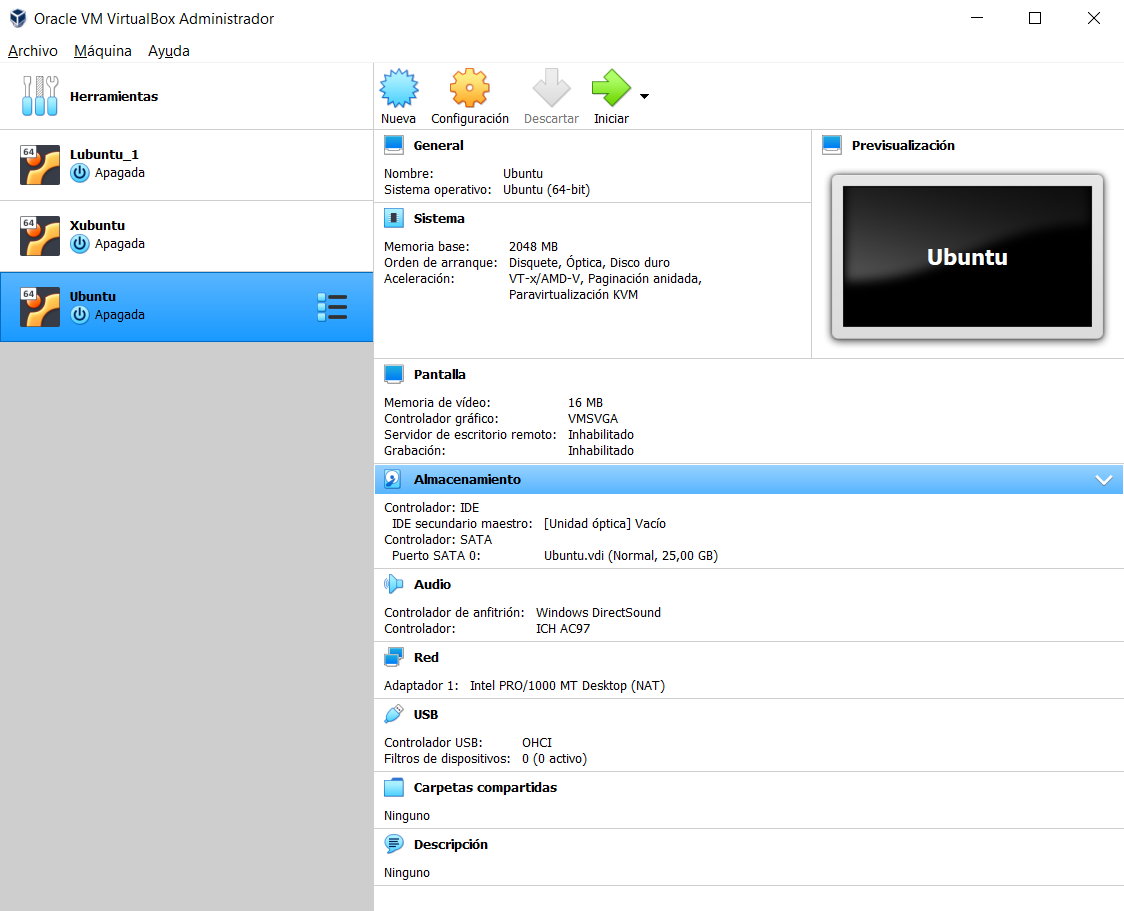 Oracle VM VirtualBox Administrador
Archivo Máquina Ayuda
Herramientas
64
Lubuntu_1
Apagada
64
Xubuntu
Apagada
64
Ubuntu
Apagada
Nueva Configuración Descartar Iniciar
General
Nombre: Ubuntu
Sistema operativo: Ubuntu (64-bit)
Sistema
Memoria base: 2048 MB
Orden de arranque: Disquete, Óptica, Disco duro
Aceleración: VT-x/AMD-V, Paginación anidada,
Paravirtualización KVM
Previsualización
Ubuntu
Pantalla
Memoria de vídeo: 16 MB
Controlador gráfico: VMSVGA
Servidor de escritorio remoto: Inhabilitado
Grabación: Inhabilitado
Almacenamiento
Controlador: IDE
IDE secundario maestro: [Unidad óptica] Vacío
Controlador: SATA
Puerto SATA 0: Ubuntu.vdi (Normal, 25,00 GB)
Audio
Controlador de anfitrión: Windows DirectSound
Controlador: ICH AC97
Red
Adaptador 1: Intel PRO/1000 MT Desktop (NAT)
USB
Controlador USB: OHCI
Filtros de dispositivos: 0 (0 activo)
Carpetas compartidas
Ninguno
Descripción
Ninguno